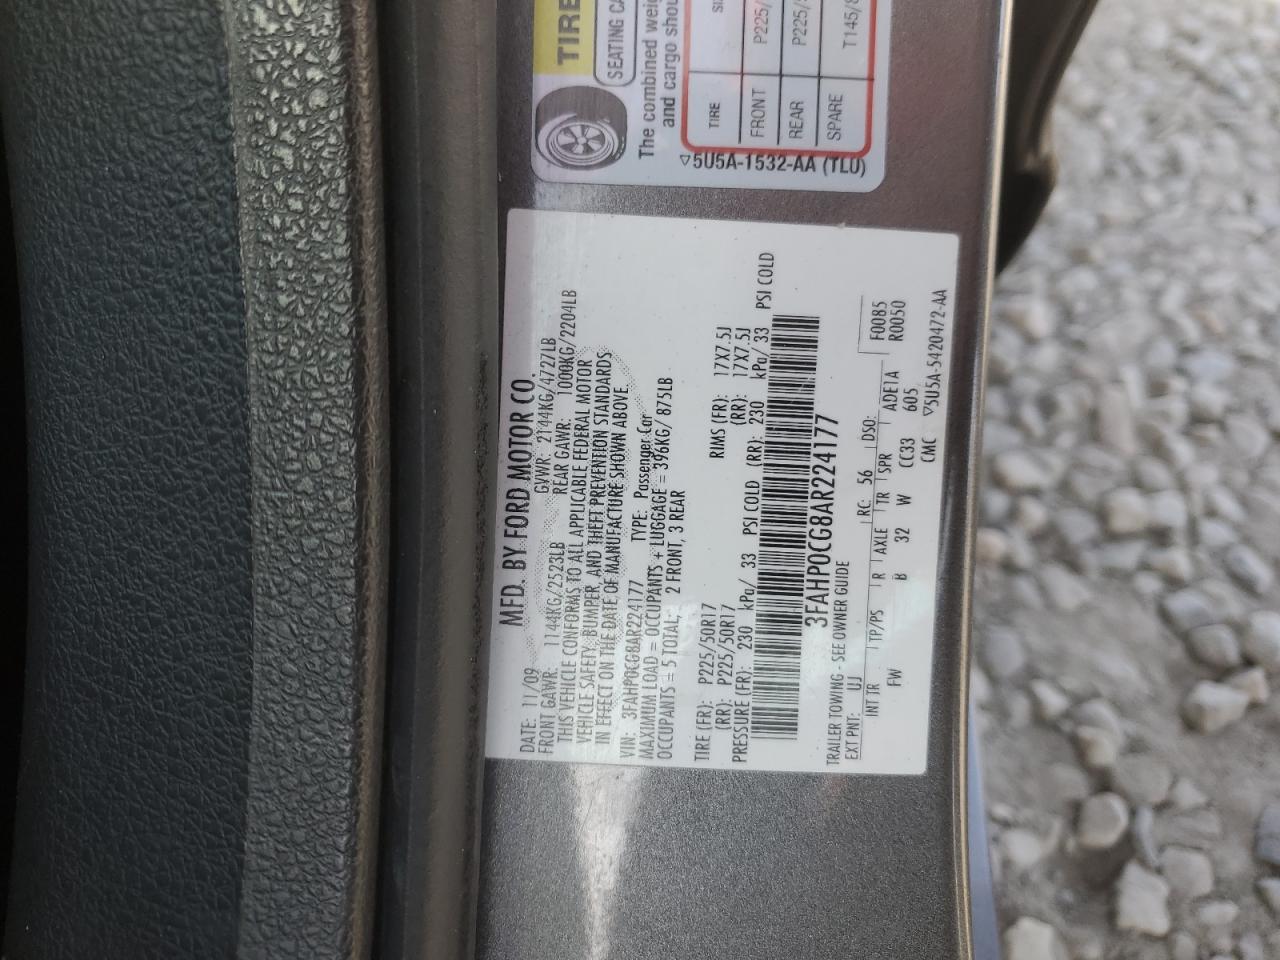 MFD. BY FORD MOTOR CO.
DATE: 11/09 GVWR: 2144KG/4727LB
FRONT GAWR: 1144KG/2523LB REAR GAWR: 1000KG/2204LB
THIS VEHICLE CONFORMS TO ALL APPLICABLE FEDERAL MOTOR
VEHICLE SAFETY, BUMPER, AND THEFT PREVENTION STANDARDS
IN EFFECT ON THE DATE OF MANUFACTURE SHOWN ABOVE.
VIN: 3FAHP0CG8AR224177 TYPE: Passenger Car
MAXIMUM LOAD = OCCUPANTS + LUGGAGE = 396KG/ 875LB
OCCUPANTS = 5 TOTAL: 2 FRONT, 3 REAR
TIRE (FR): P225/50R17 RIMS (FR): 17X7.5J
(RR): P225/50R17 (RR): 17X7.5J
PRESSURE (FR): 230 kPa/ 33 PSI COLD (RR): 230 kPa/ 33 PSI COLD
3FAHP0CG8AR224177
TRAILER TOWING - SEE OWNER GUIDE
EXT PNT: UJ RC: 56 DSO: F0085
R0050
INT TR TP/PS R AXLE TR SPR ADE1A
FW B 32 W CC33 605
CMC ▽5U5A-5420472-AA
TIRE
SEATING CA
The combined weig
and cargo shou
TIRE SI
FRONT P225/
REAR P225/
SPARE T145/8
▽5U5A-1532-AA (TLU)